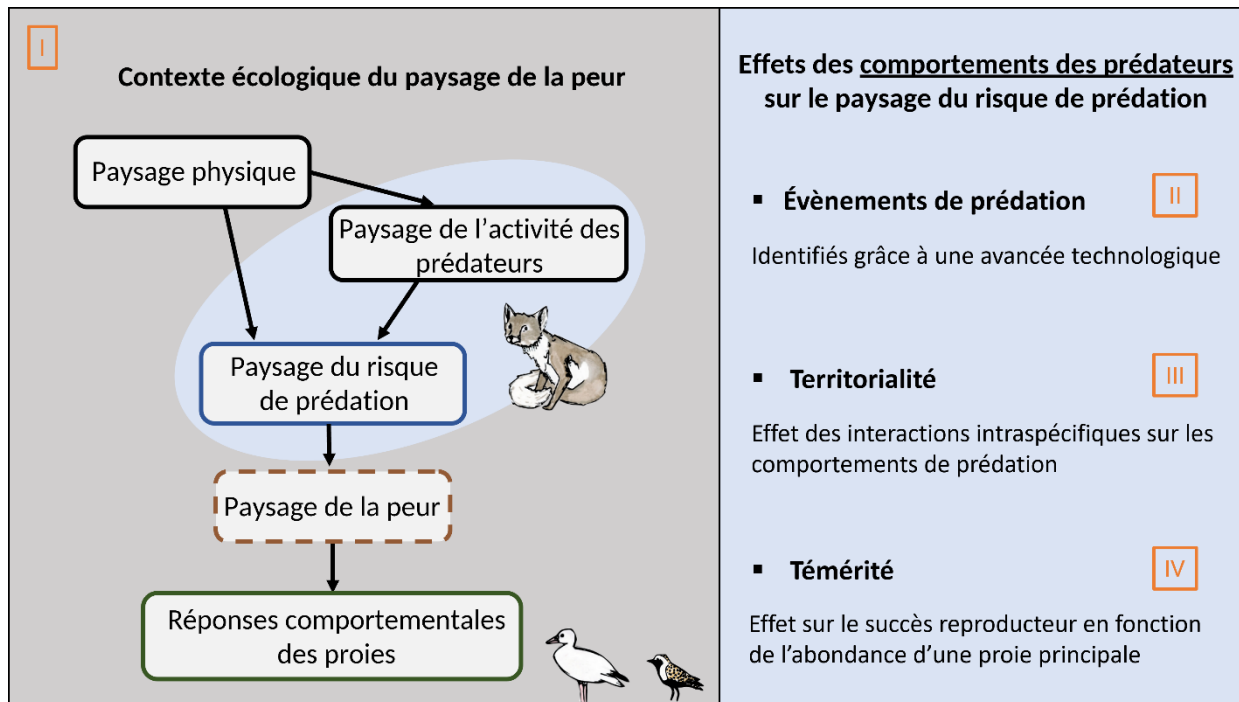 I
Contexte écologique du paysage de la peur
Paysage physique
Paysage de l’activité des
prédateurs
Paysage du risque
de prédation
Paysage de la peur
Réponses comportementales
des proies
Effets des comportements des prédateurs
sur le paysage du risque de prédation
▪ Évènements de prédation
II
Identifiés grâce à une avancée technologique
▪ Territorialité
III
Effet des interactions intraspécifiques sur les
comportements de prédation
▪ Témérité
IV
Effet sur le succès reproducteur en fonction
de l’abondance d’une proie principale